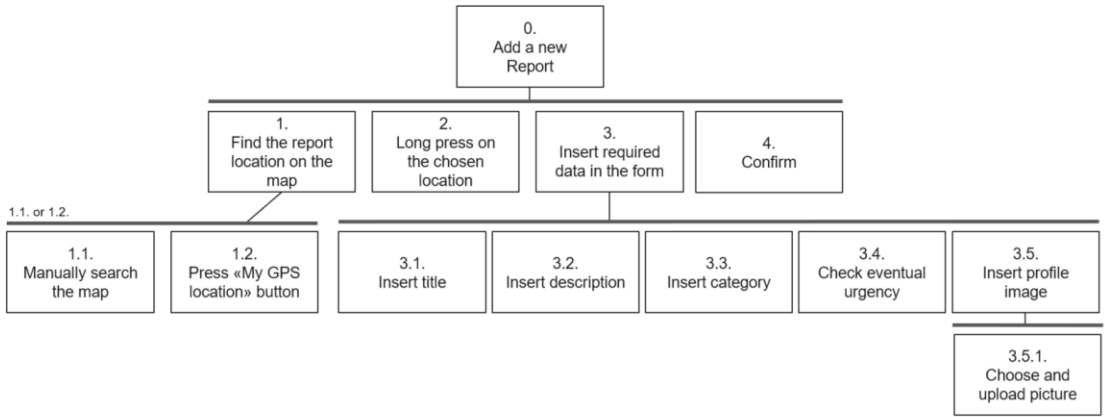 0.
Add a new
Report
1.
Find the report
location on the
map
2.
Long press on
the chosen
location
3.
Insert required
data in the form
4.
Confirm
1.1. or 1.2.
1.1.
Manually search
the map
1.2.
Press «My GPS
location» button
3.1.
Insert title
3.2.
Insert description
3.3.
Insert category
3.4.
Check eventual
urgency
3.5.
Insert profile
image
3.5.1.
Choose and
upload picture